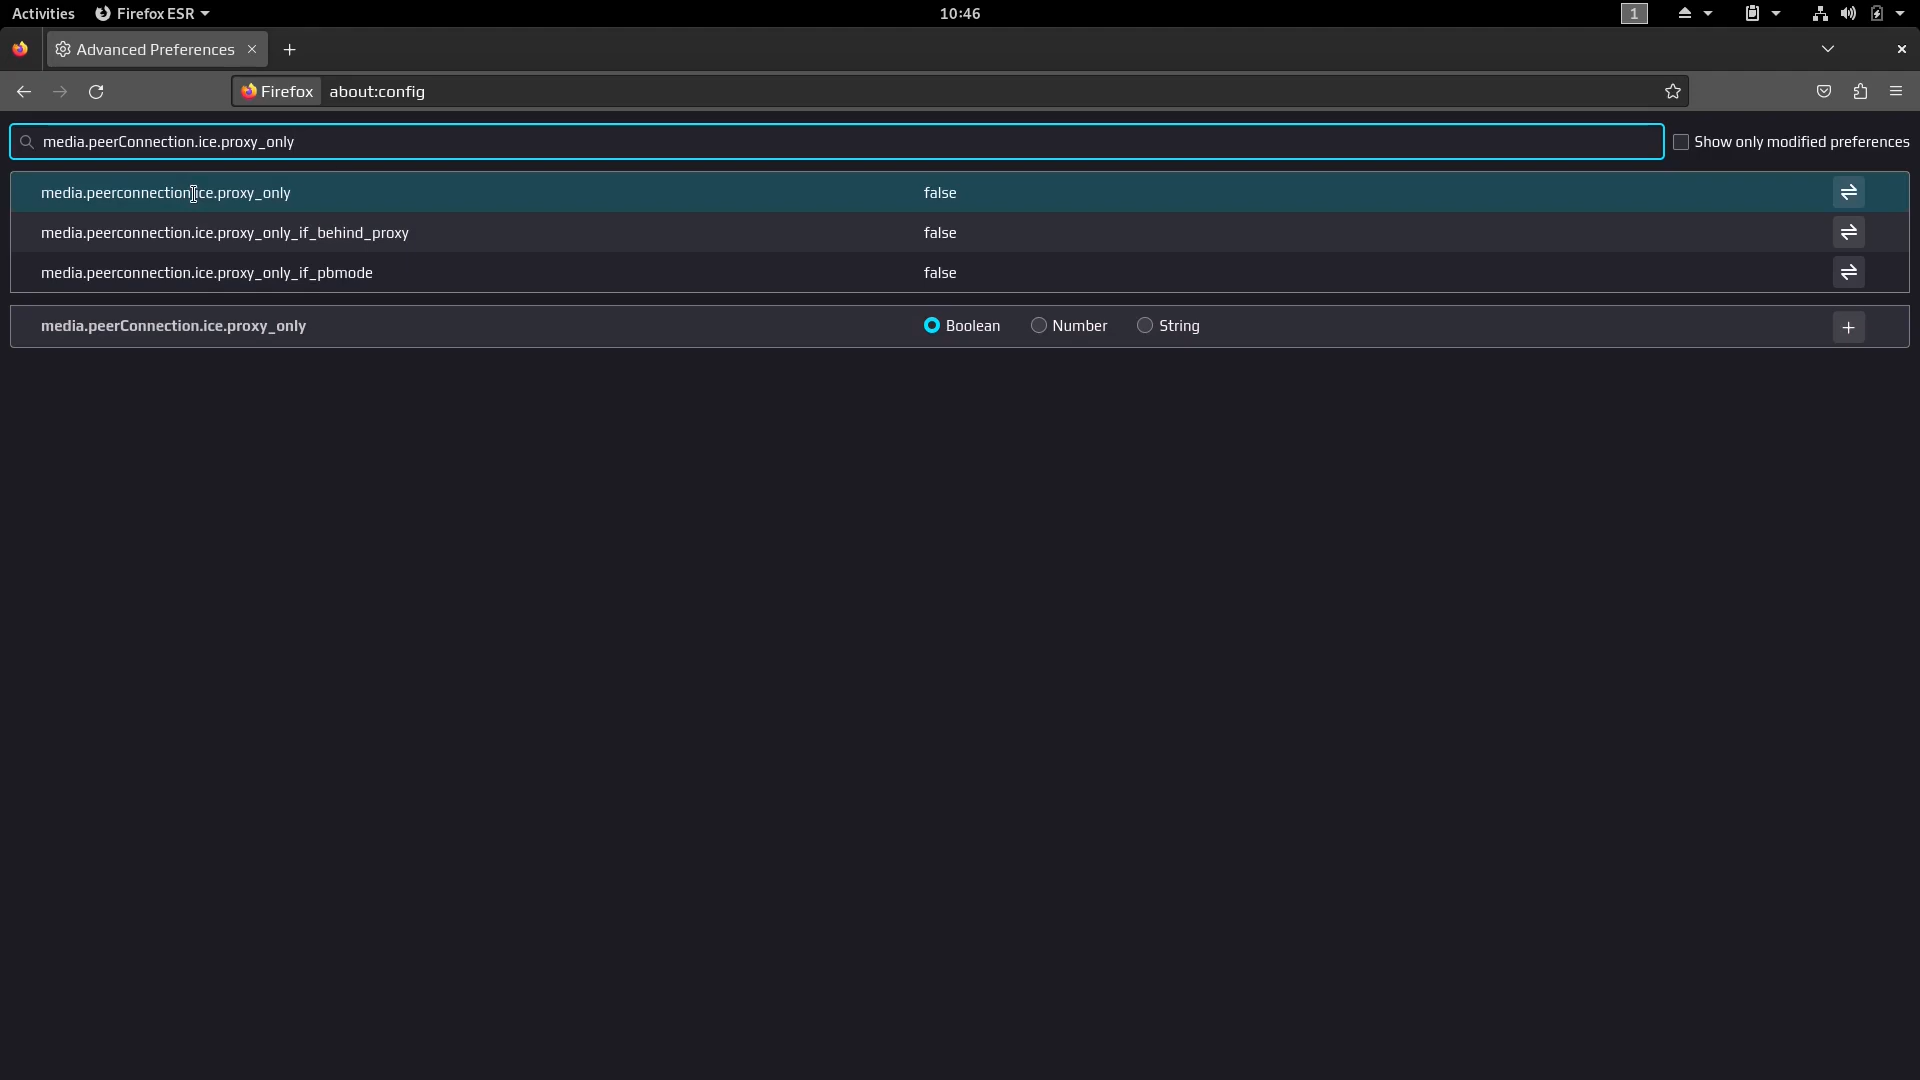 Activities Firefox ESR 10:46 1
Advanced Preferences
Firefox about:config
media.peerConnection.ice.proxy_only Show only modified preferences
media.peerconnection.ice.proxy_only false
media.peerconnection.ice.proxy_only_if_behind_proxy false
media.peerconnection.ice.proxy_only_if_pbmode false
media.peerConnection.ice.proxy_only Boolean Number String